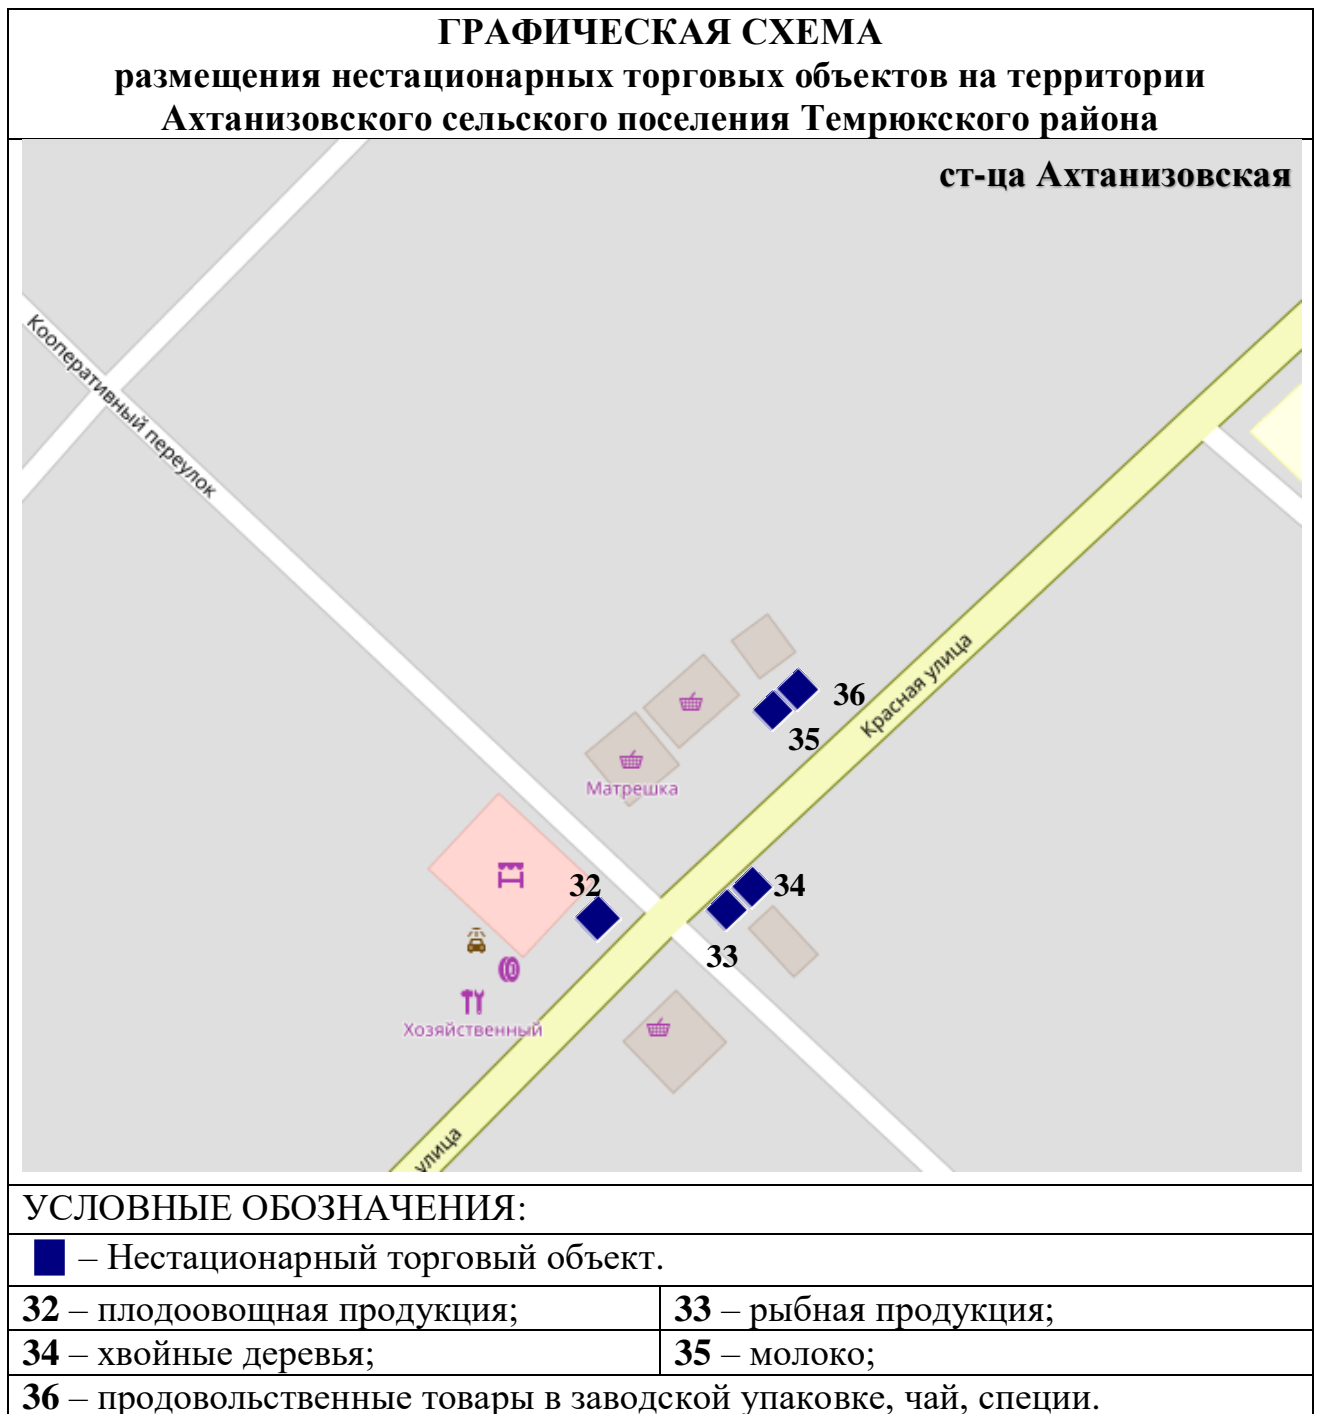 ГРАФИЧЕСКАЯ СХЕМА
размещения нестационарных торговых объектов на территории
Ахтанизовского сельского поселения Темрюкского района
ст-ца Ахтанизовская
Кооперативный переулок
Красная улица
36
35
Матрешка
32
34
33
Хозяйственный
улица
УСЛОВНЫЕ ОБОЗНАЧЕНИЯ:
– Нестационарный торговый объект.
32 – плодоовощная продукция;
33 – рыбная продукция;
34 – хвойные деревья;
35 – молоко;
36 – продовольственные товары в заводской упаковке, чай, специи.